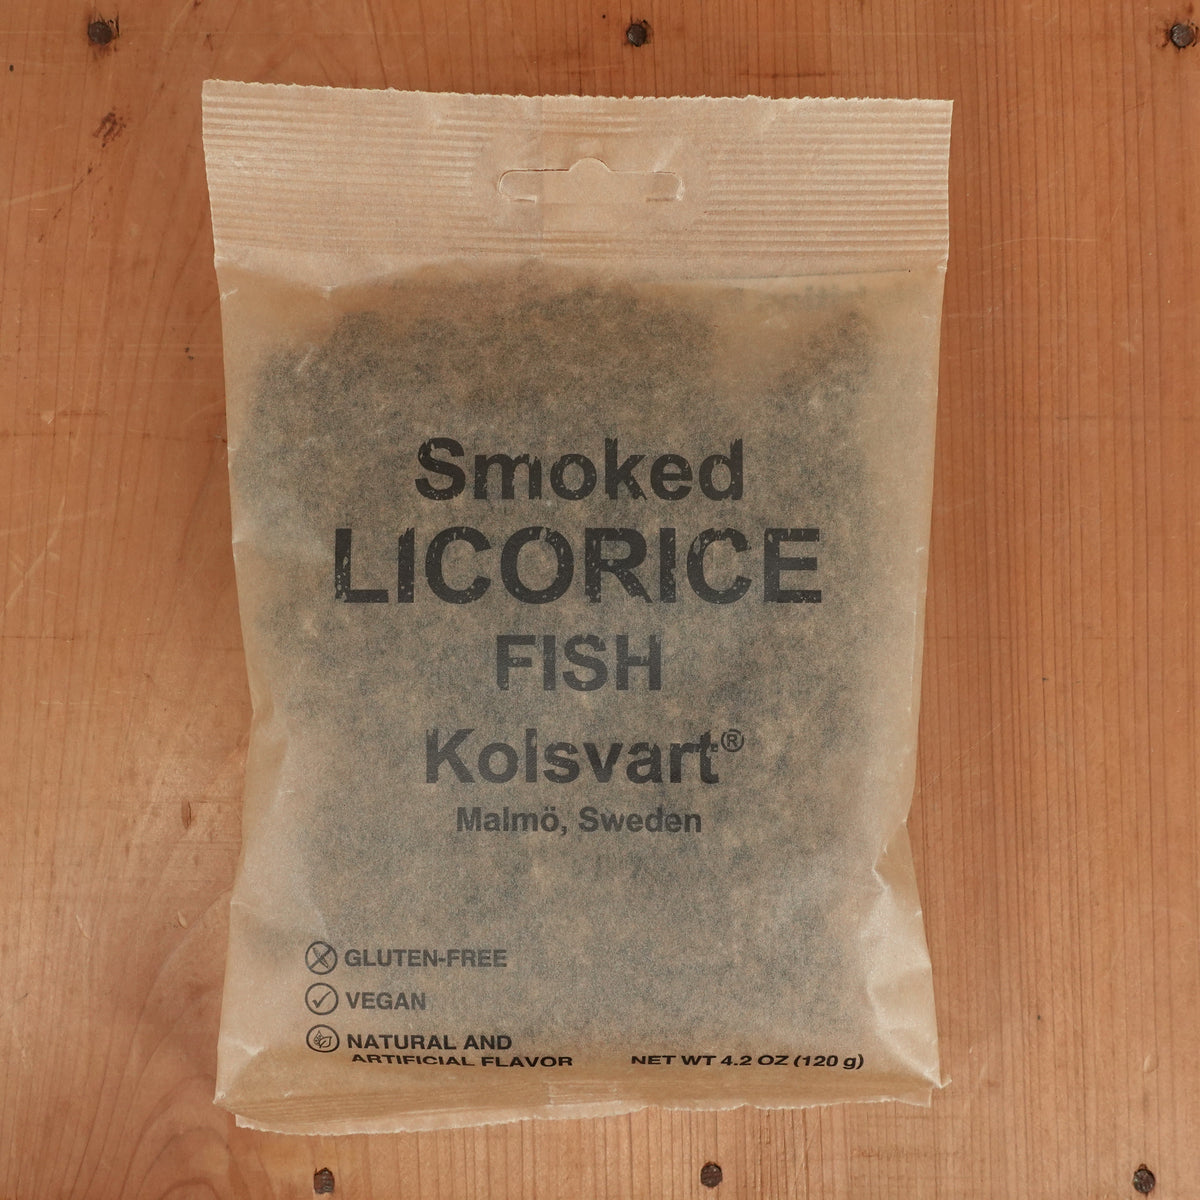 Smoked
LICORICE
FISH
Kolsvart®
Malmö, Sweden
GLUTEN-FREE
VEGAN
NATURAL AND
ARTIFICIAL FLAVOR
NET WT 4.2 OZ (120 g)